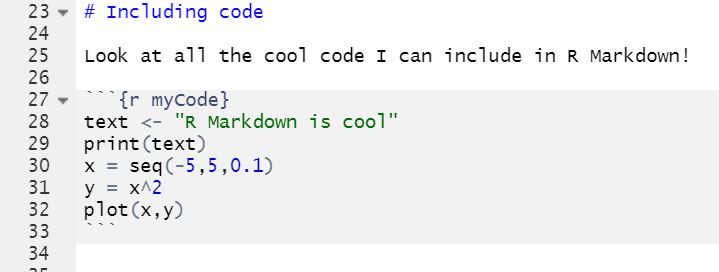 23 # Including code
24
25 Look at all the cool code I can include in R Markdown!
26
27 ```{r myCode}
28 text <- "R Markdown is cool"
29 print(text)
30 x = seq(-5,5,0.1)
31 y = x^2
32 plot(x,y)
33 ```
34